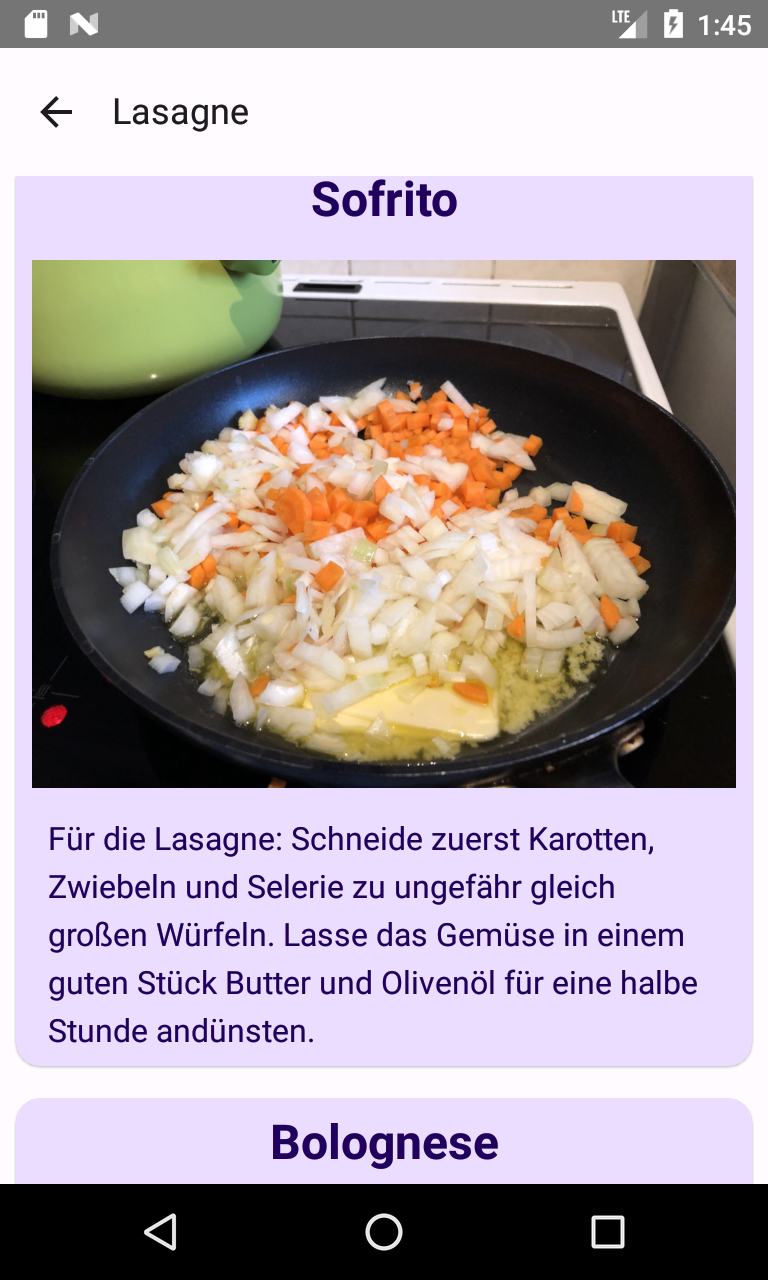 LTE 1:45
Lasagne
Sofrito
Für die Lasagne: Schneide zuerst Karotten,
Zwiebeln und Selerie zu ungefähr gleich
großen Würfeln. Lasse das Gemüse in einem
guten Stück Butter und Olivenöl für eine halbe
Stunde andünsten.
Bolognese